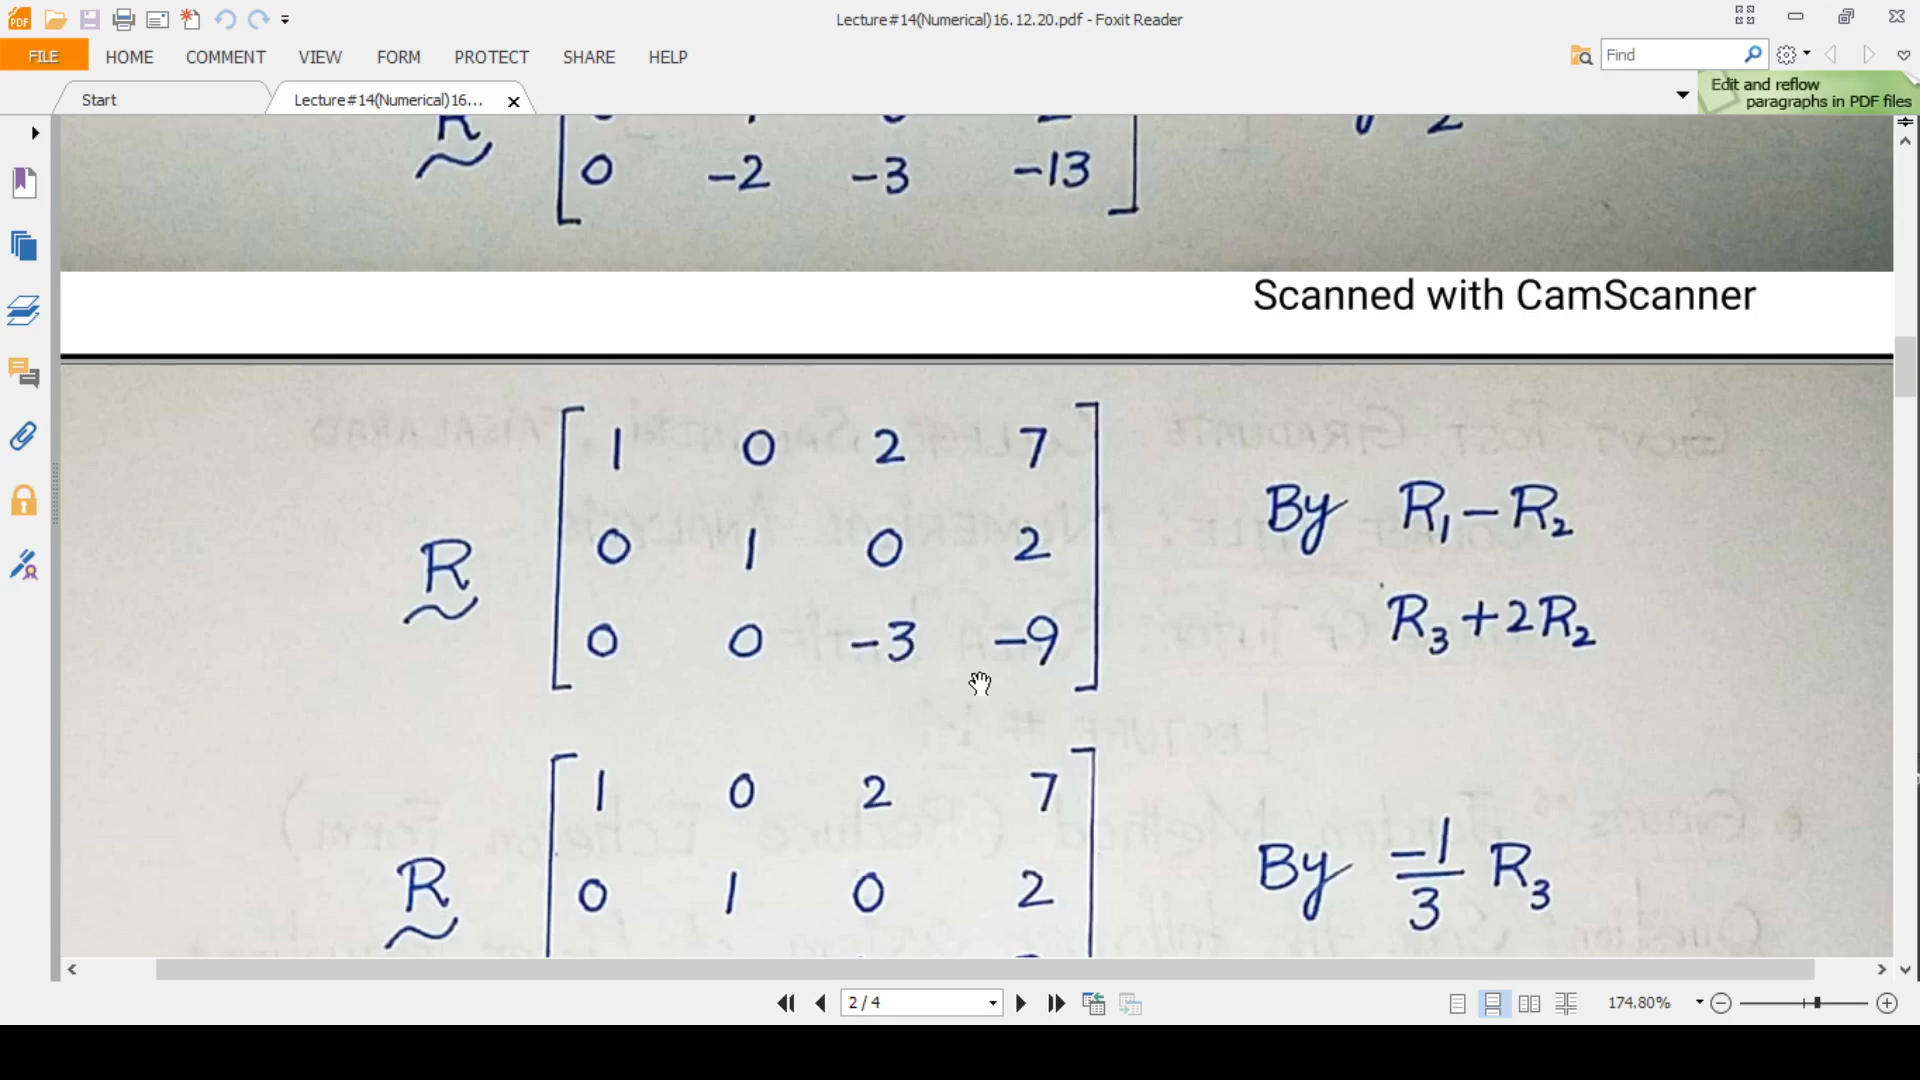 Lecture#14(Numerical)16.12.20.pdf - Foxit Reader
FILE HOME COMMENT VIEW FORM PROTECT SHARE HELP
Find
Start
Lecture#14(Numerical)16...
Edit and reflow
paragraphs in PDF files
R
0 -2 -3 -13
Scanned with CamScanner
1 0 2 7
By R1 - R2
R 0 1 0 2
R3 + 2R2
0 0 -3 -9
1 0 2 7
By -1/3 R3
R 0 1 0 2
2 / 4
174.80%